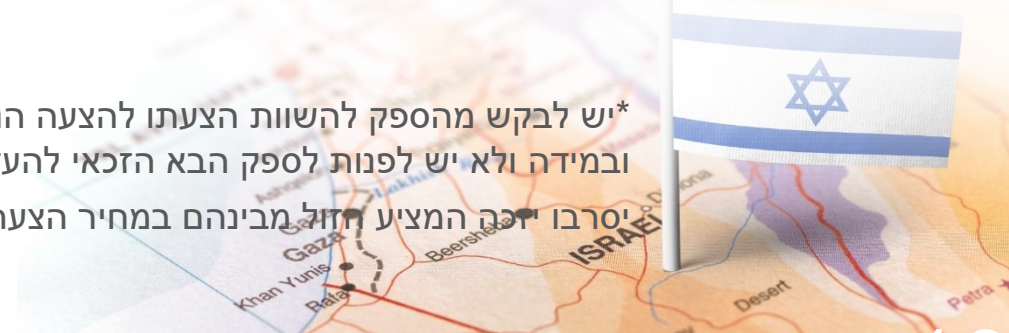 *יש לבקש מהספק להשוות הצעתו להצעה
ובמידה ולא יש לפנות לספק הבא הזכאי
יסרבו יזכה המציע הזול מבינהם במחיר
Gaza
Khan Yunis
Rafa
Beersheba
ISRAEL
Desert
Petra